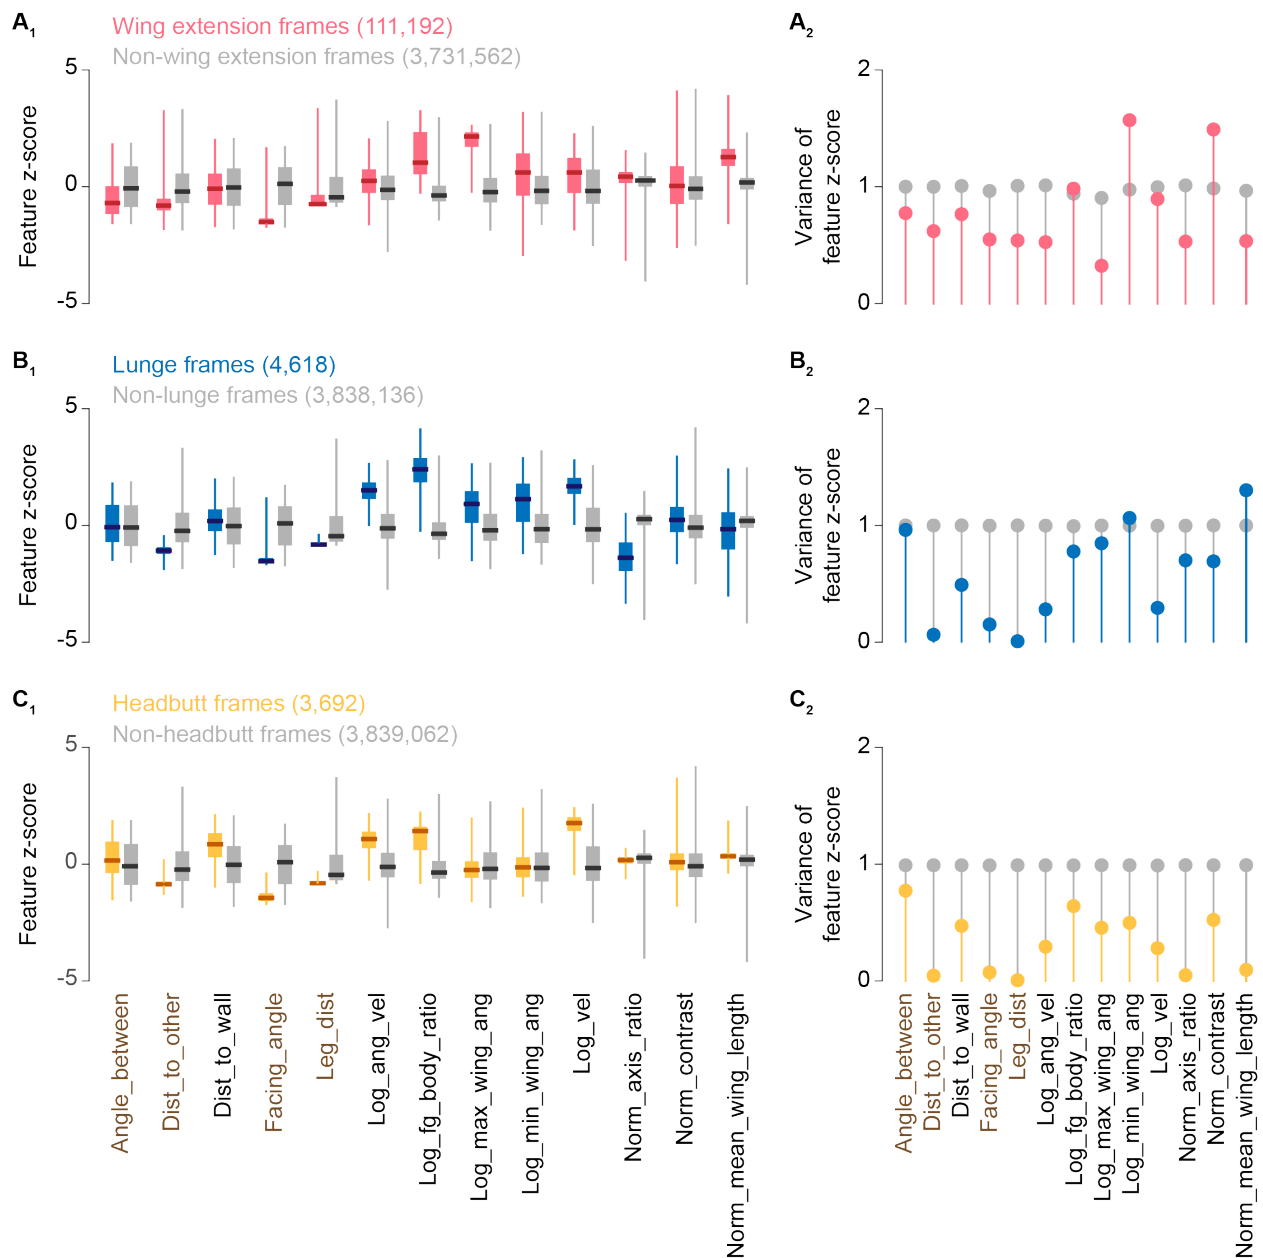 A1
Wing extension frames (111,192)
Non-wing extension frames (3,731,562)
5
0
-5
Feature z-score
A2
2
1
0
Variance of
feature z-score
B1
Lunge frames (4,618)
Non-lunge frames (3,838,136)
5
0
-5
Feature z-score
B2
2
1
0
Variance of
feature z-score
C1
Headbutt frames (3,692)
Non-headbutt frames (3,839,062)
5
0
-5
Feature z-score
C2
2
1
0
Variance of
feature z-score
Angle_between
Dist_to_other
Dist_to_wall
Facing_angle
Leg_dist
Log_ang_vel
Log_fg_body_ratio
Log_max_wing_ang
Log_min_wing_ang
Log_vel
Norm_axis_ratio
Norm_contrast
Norm_mean_wing_length
Angle_between
Dist_to_other
Dist_to_wall
Facing_angle
Leg_dist
Log_ang_vel
Log_fg_body_ratio
Log_max_wing_ang
Log_min_wing_ang
Log_vel
Norm_axis_ratio
Norm_contrast
Norm_mean_wing_length